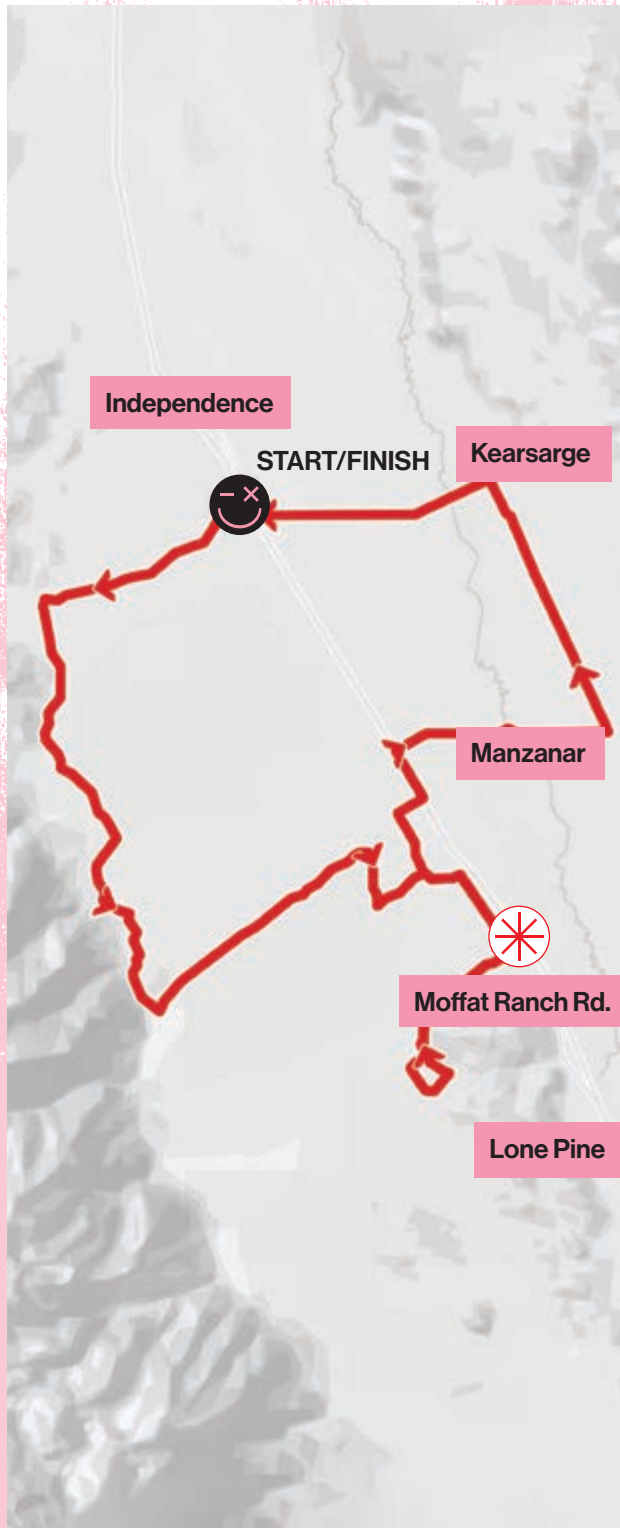 Independence
START/FINISH
Kearsarge
Manzanar
Moffat Ranch Rd.
Lone Pine